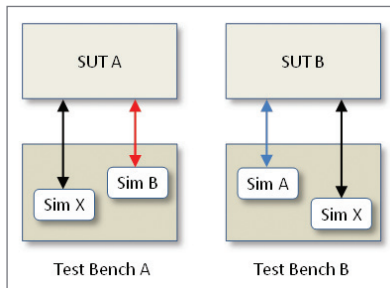 SUT A
SUT B
Sim X
Sim B
Sim A
Sim X
Test Bench A
Test Bench B